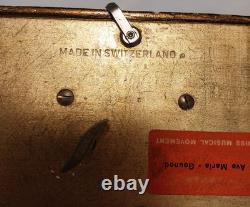 MADE IN SWITZERLAND
SWISS MUSICAL MOVEMENT
Ave Maria - Gounod